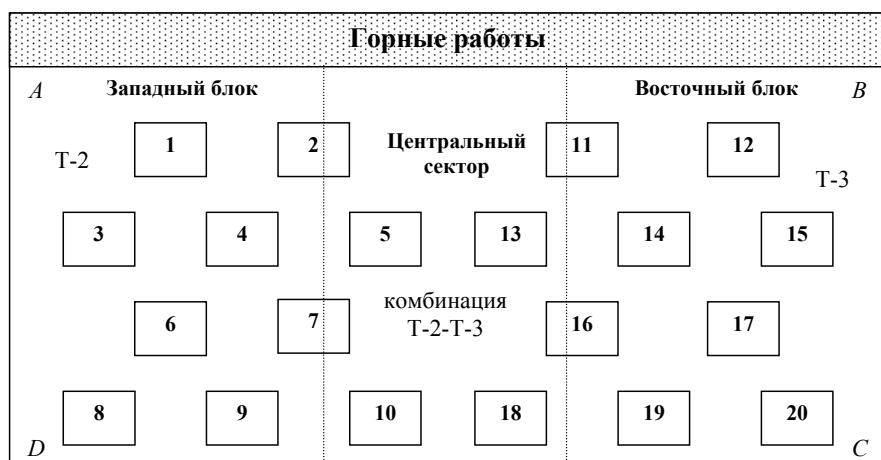 Горные работы
A Западный блок Восточный блок B
1 2 Центральный сектор 11 12
Т-2 Т-3
3 4 5 13 14 15
6 7 комбинация Т-2-Т-3 16 17
8 9 10 18 19 20
D C